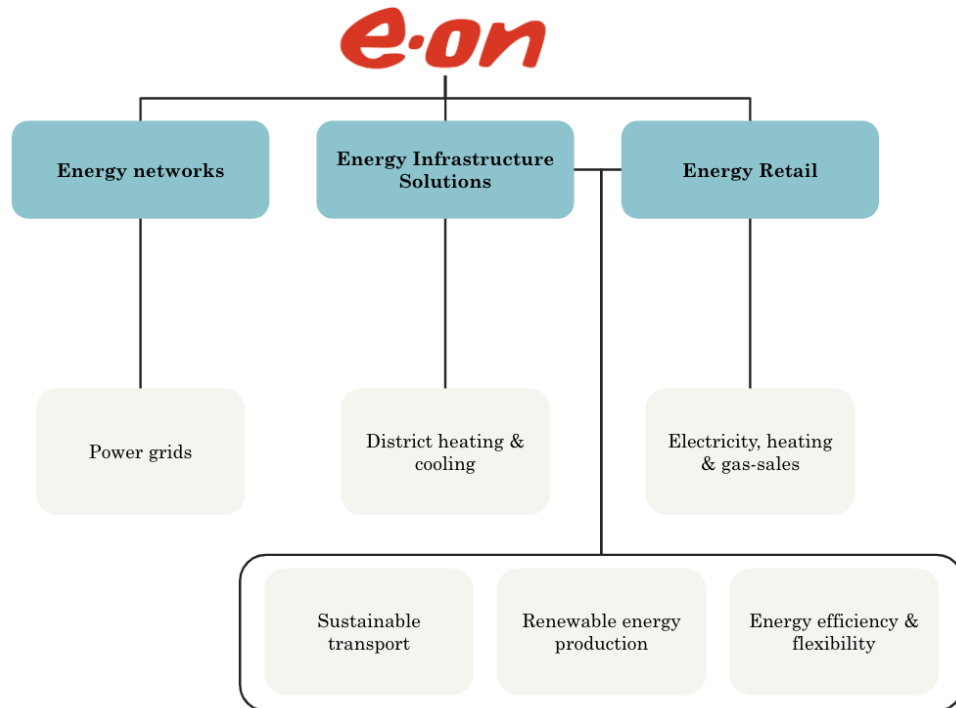 e·on
Energy networks
Energy Infrastructure
Solutions
Energy Retail
Power grids
District heating &
cooling
Electricity, heating
& gas-sales
Sustainable
transport
Renewable energy
production
Energy efficiency &
flexibility